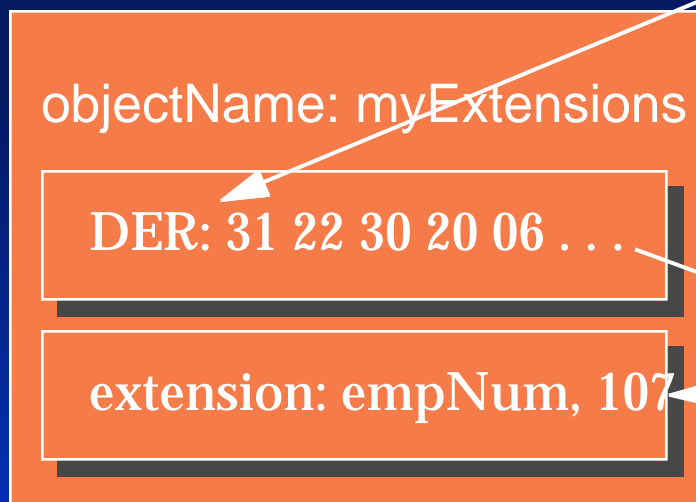 objectName: myExtensions
DER: 31 22 30 20 06 . . .
extension: empNum, 107